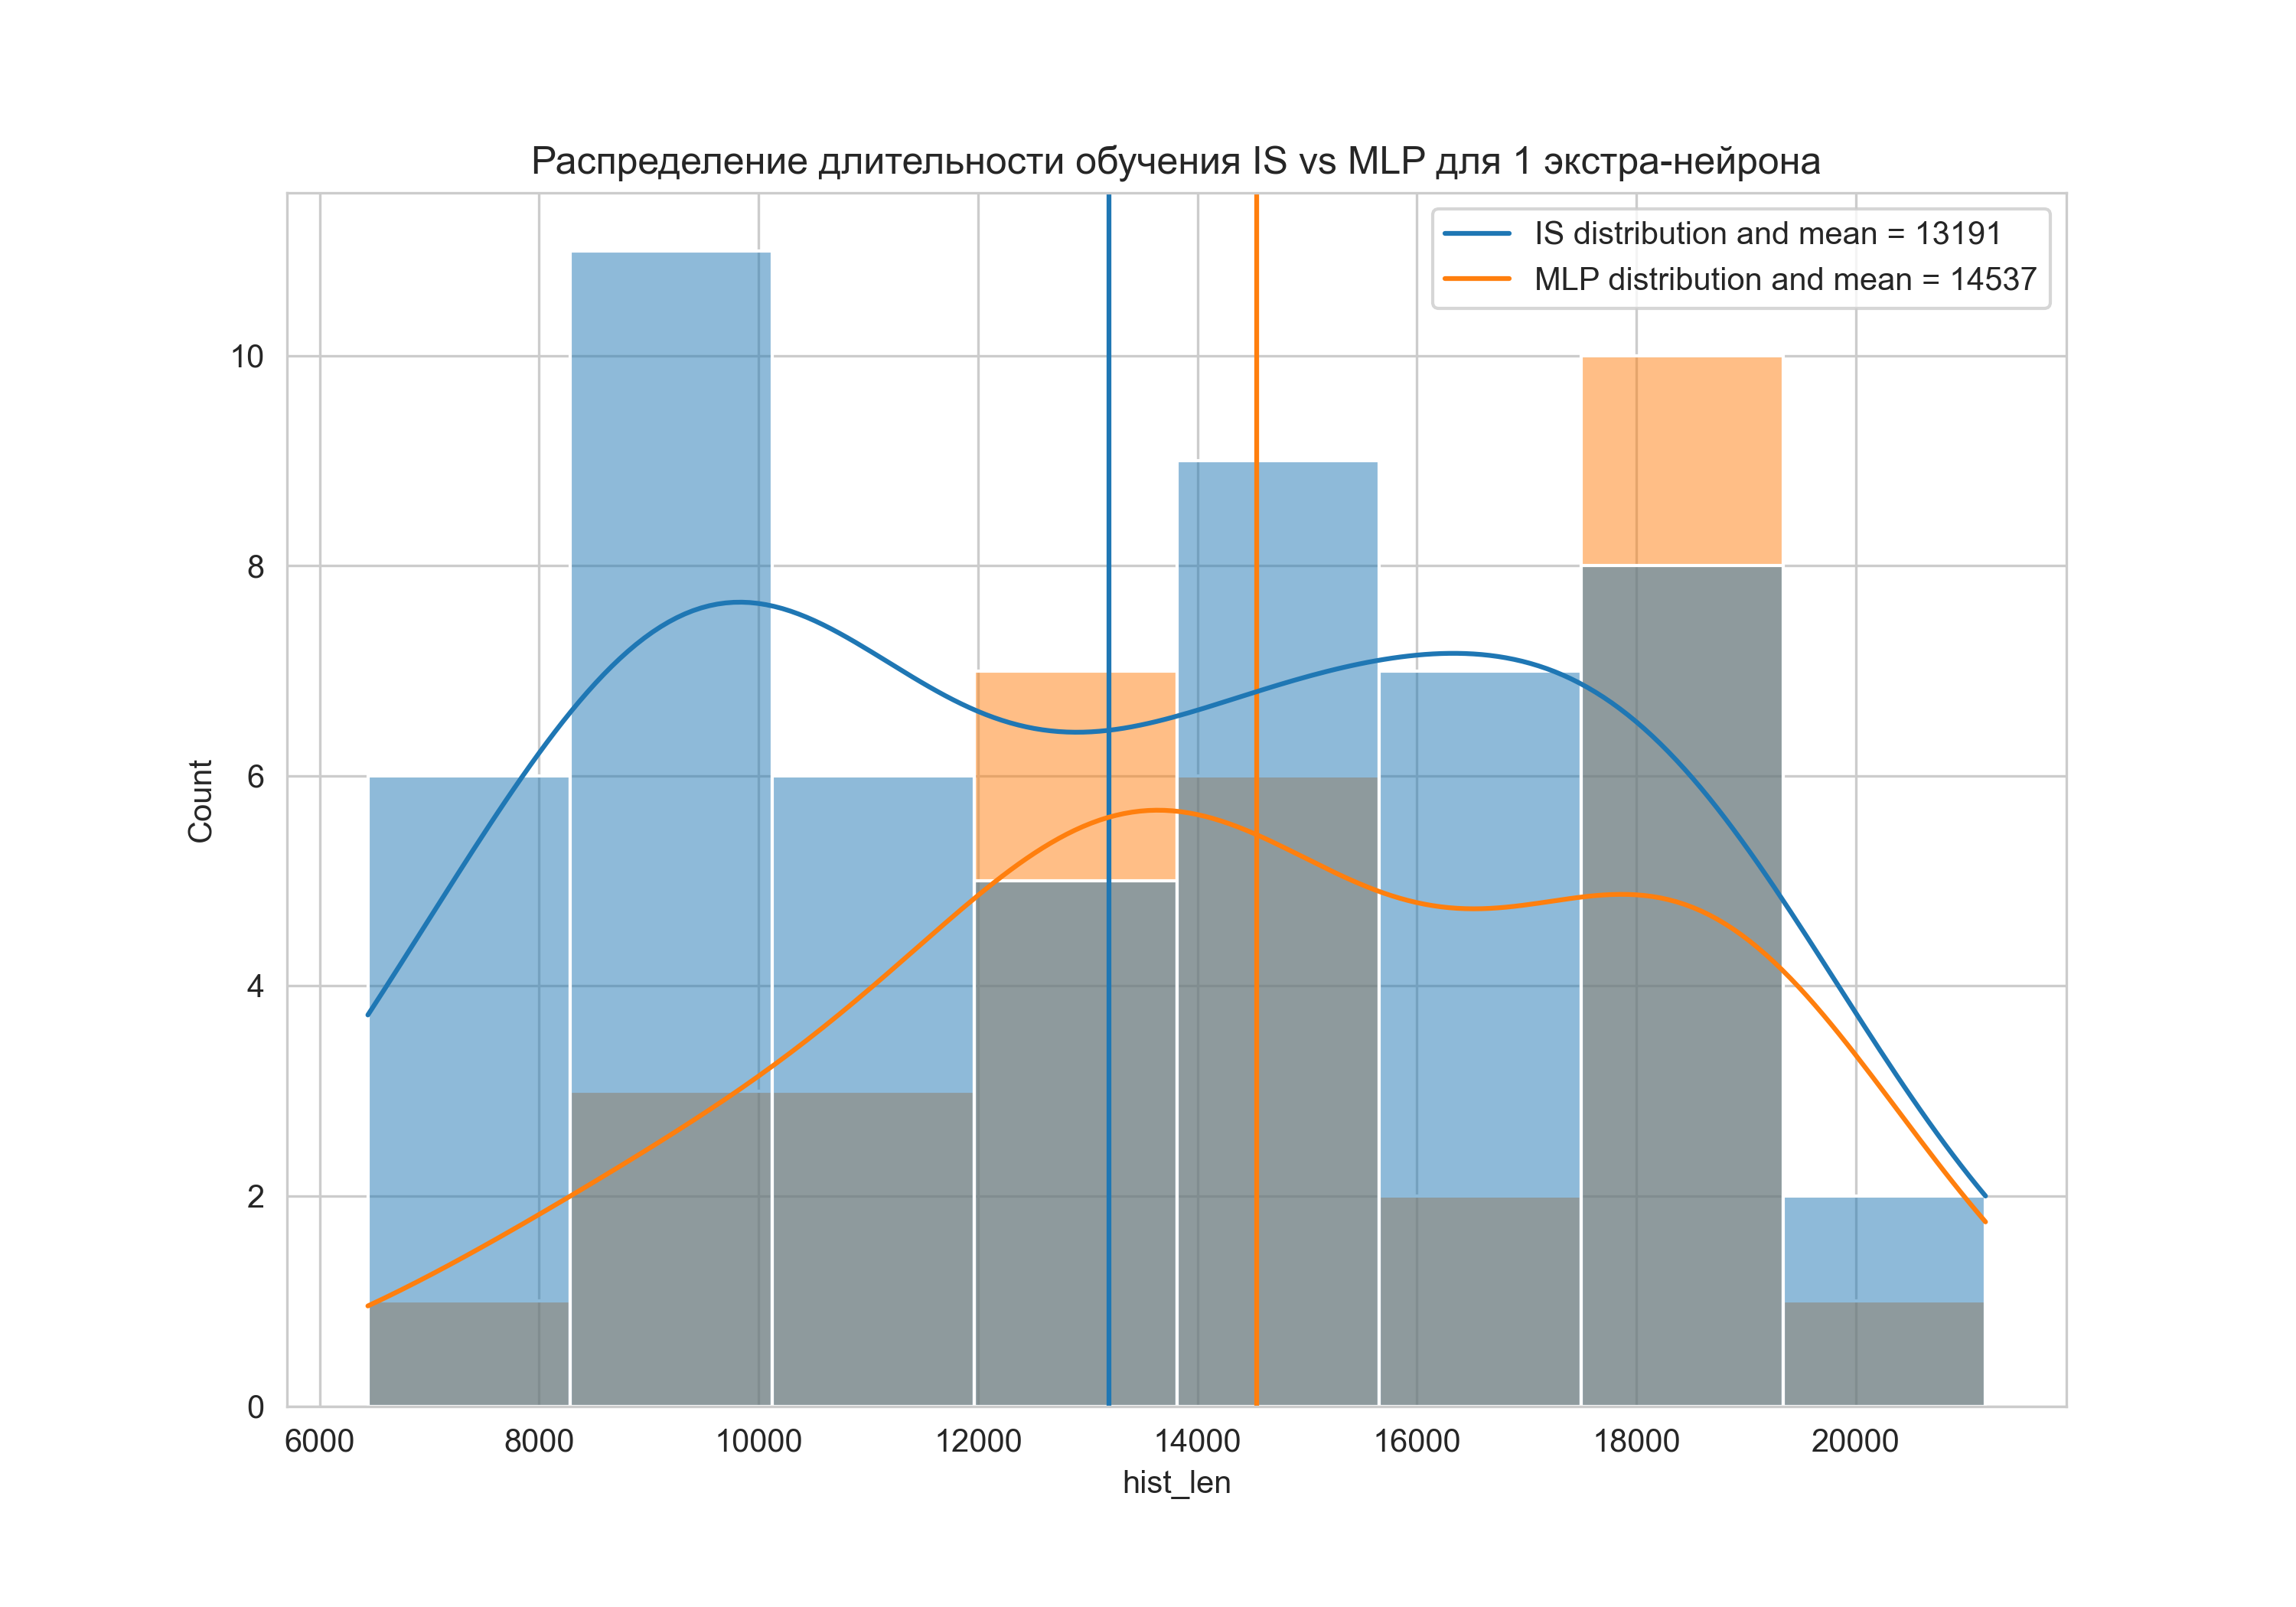 Распределение длительности обучения IS vs MLP для 1 экстра-нейрона
IS distribution and mean = 13191
MLP distribution and mean = 14537
10
8
6
4
2
0
Count
6000 8000 10000 12000 14000 16000 18000 20000
hist_len